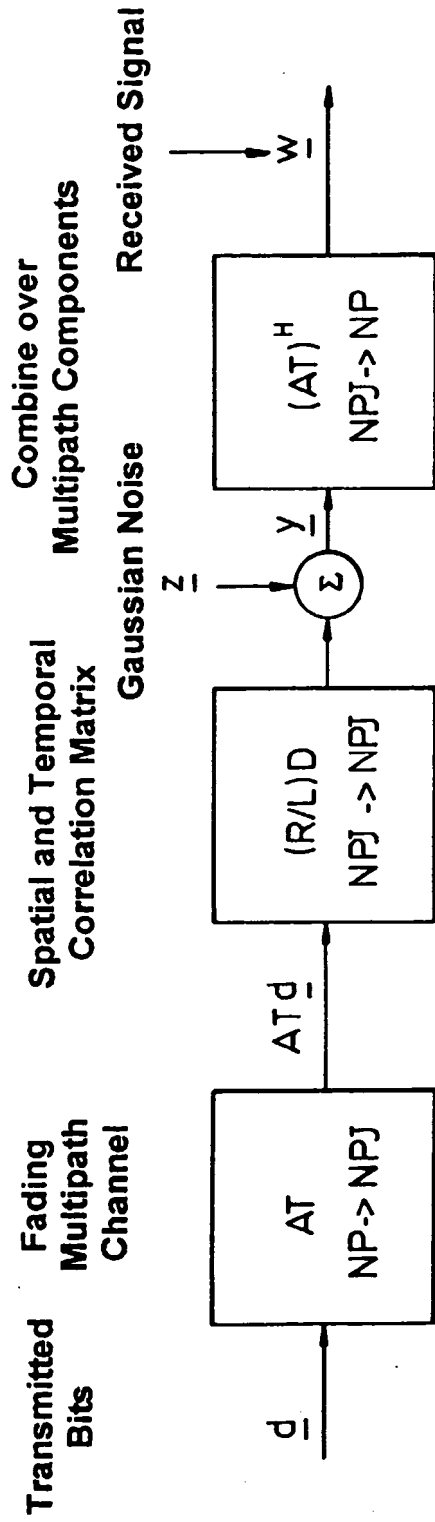 Transmitted
Bits
d
Fading
Multipath
Channel
AT
NP-> NPJ
AT d
Spatial and Temporal
Correlation Matrix
(R/L)D
NPJ -> NPJ
Gaussian Noise
z
Σ
y
Combine over
Multipath Components
(AT)^H
NPJ-> NP
Received Signal
w